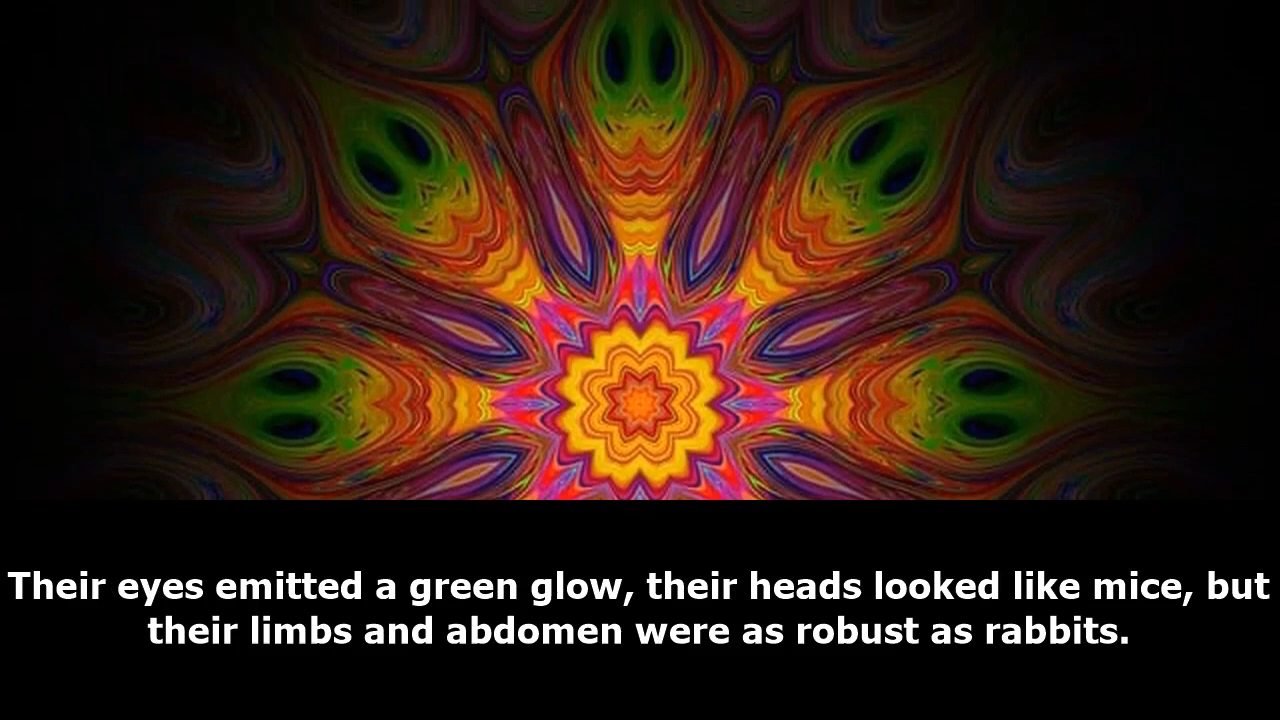 Their eyes emitted a green glow, their heads looked like mice, but
their limbs and abdomen were as robust as rabbits.